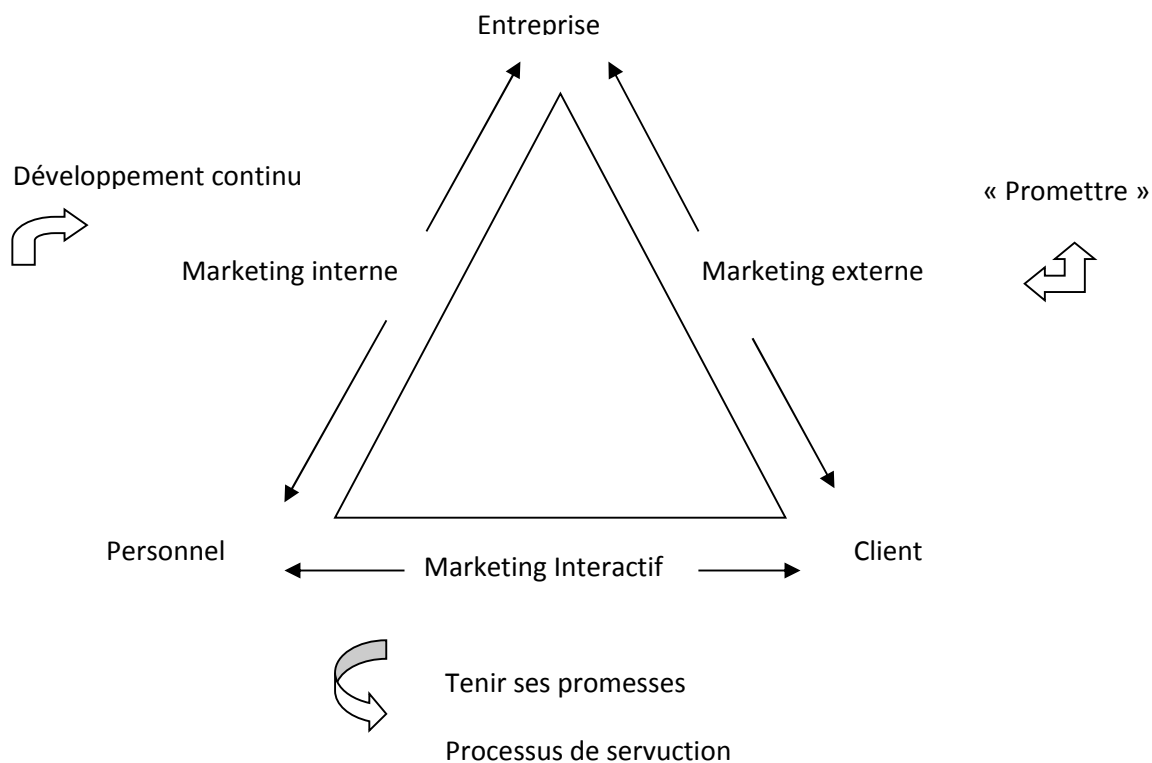 Entreprise
Développement continu
« Promettre »
Marketing interne
Marketing externe
Personnel
Marketing Interactif
Client
Tenir ses promesses
Processus de servuction